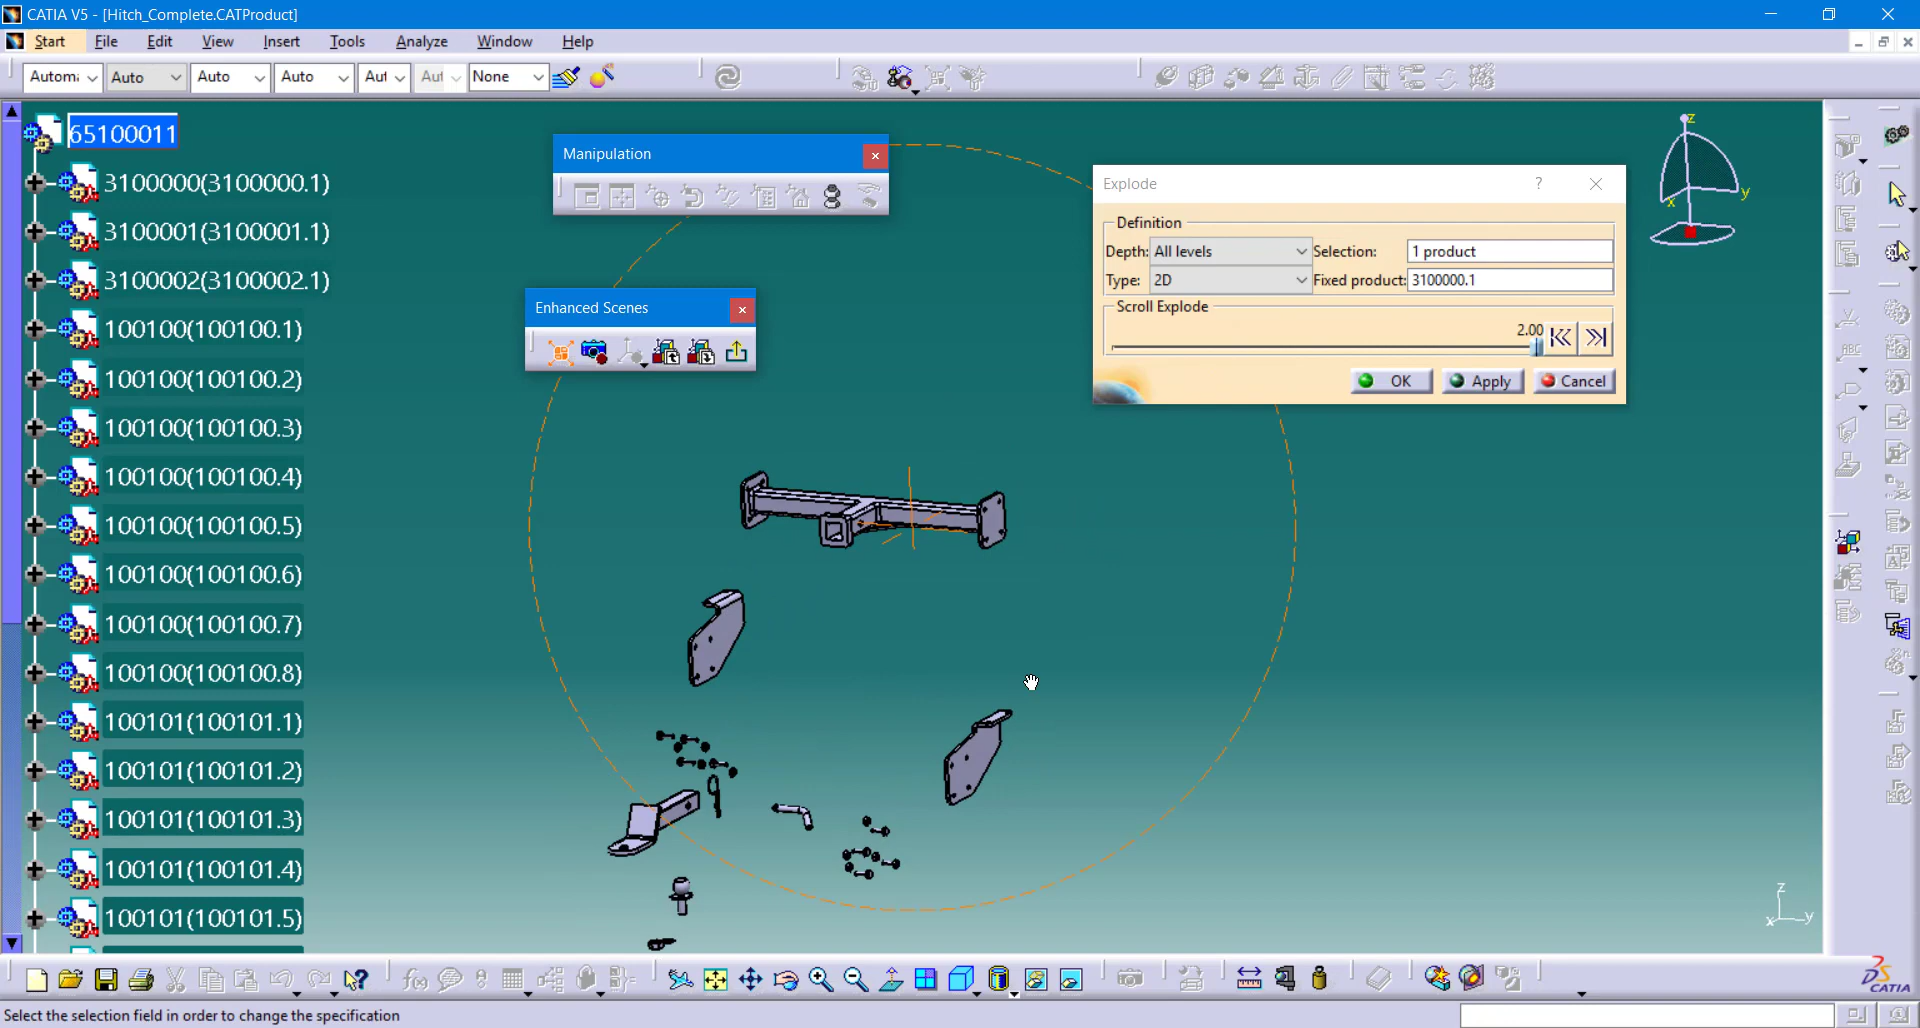 CATIA V5 - [Hitch_Complete.CATProduct]
Start File Edit View Insert Tools Analyze Window Help
Automa Auto Auto Auto Aut Aut None
65100011
3100000(3100000.1)
3100001(3100001.1)
3100002(3100002.1)
100100(100100.1)
100100(100100.2)
100100(100100.3)
100100(100100.4)
100100(100100.5)
100100(100100.6)
100100(100100.7)
100100(100100.8)
100101(100101.1)
100101(100101.2)
100101(100101.3)
100101(100101.4)
100101(100101.5)
Manipulation
Enhanced Scenes
Explode
Definition
Depth: All levels Selection: 1 product
Type: 2D Fixed product: 3100000.1
Scroll Explode
2.00
OK Apply Cancel
z
y
x
z
x y
ABC
f(x)
CATIA
Select the selection field in order to change the specification